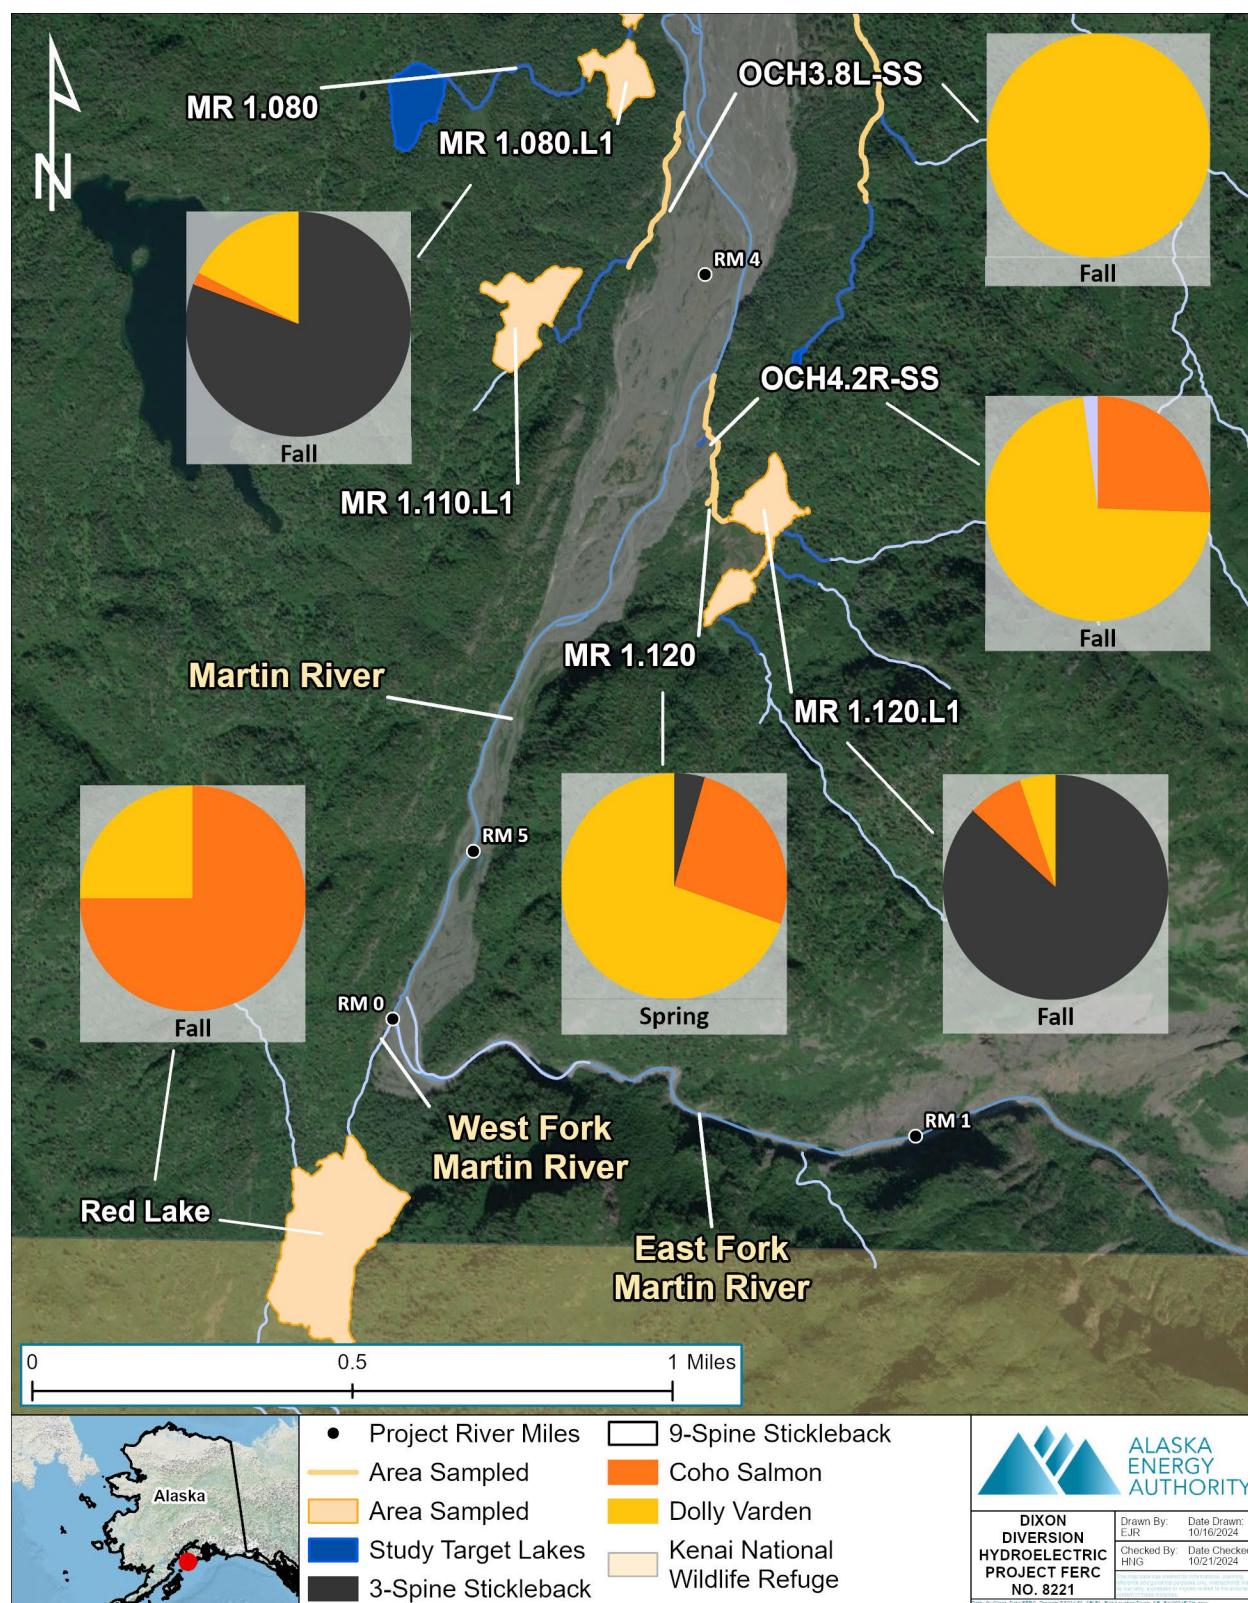 OCH3.8L-SS
MR 1.080
MR 1.080.L1
N
Fall
RM 4
Fall
OCH4.2R-SS
MR 1.110.L1
Fall
MR 1.120
Martin River
MR 1.120.L1
RM 5
Fall
Spring
Fall
RM 0
West Fork
Martin River
RM 1
Red Lake
East Fork
Martin River
0 0.5 1 Miles
Alaska
Project River Miles
Area Sampled
Area Sampled
Study Target Lakes
3-Spine Stickleback
9-Spine Stickleback
Coho Salmon
Dolly Varden
Kenai National
Wildlife Refuge
ALASKA
ENERGY
AUTHORITY
DIXON
DIVERSION
HYDROELECTRIC
PROJECT FERC
NO. 8221
Drawn By: Date Drawn:
EJR 10/16/2024
Checked By: Date Checked
HNG 10/21/2024